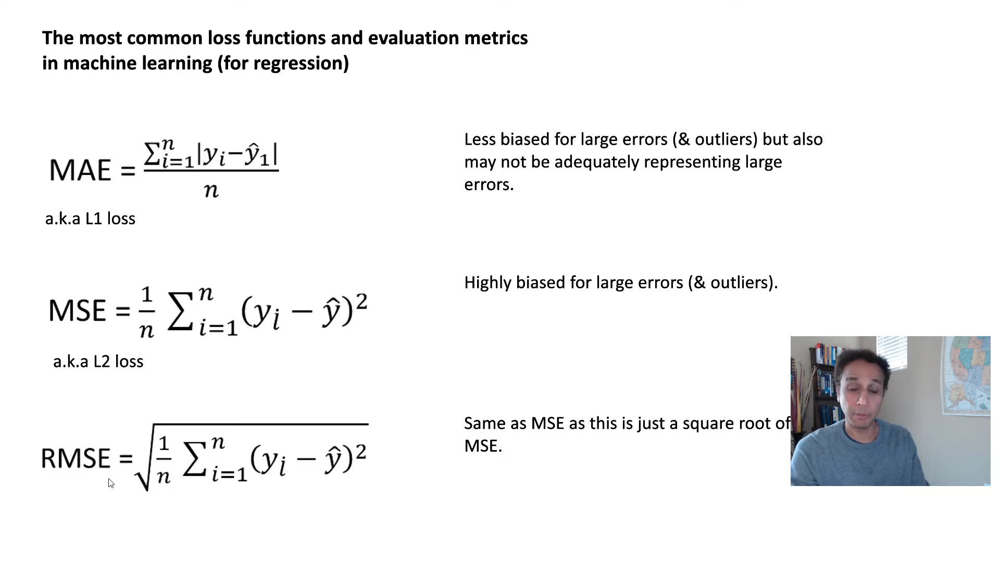 The most common loss functions and evaluation metrics
in machine learning (for regression)
MAE = \frac{\sum_{i=1}^{n}|y_i-\hat{y}_1|}{n}
Less biased for large errors (& outliers) but also
may not be adequately representing large
errors.
a.k.a L1 loss
MSE = \frac{1}{n} \sum_{i=1}^{n}(y_i - \hat{y})^2
Highly biased for large errors (& outliers).
a.k.a L2 loss
RMSE = \sqrt{\frac{1}{n} \sum_{i=1}^{n}(y_i - \hat{y})^2}
Same as MSE as this is just a square root of
MSE.